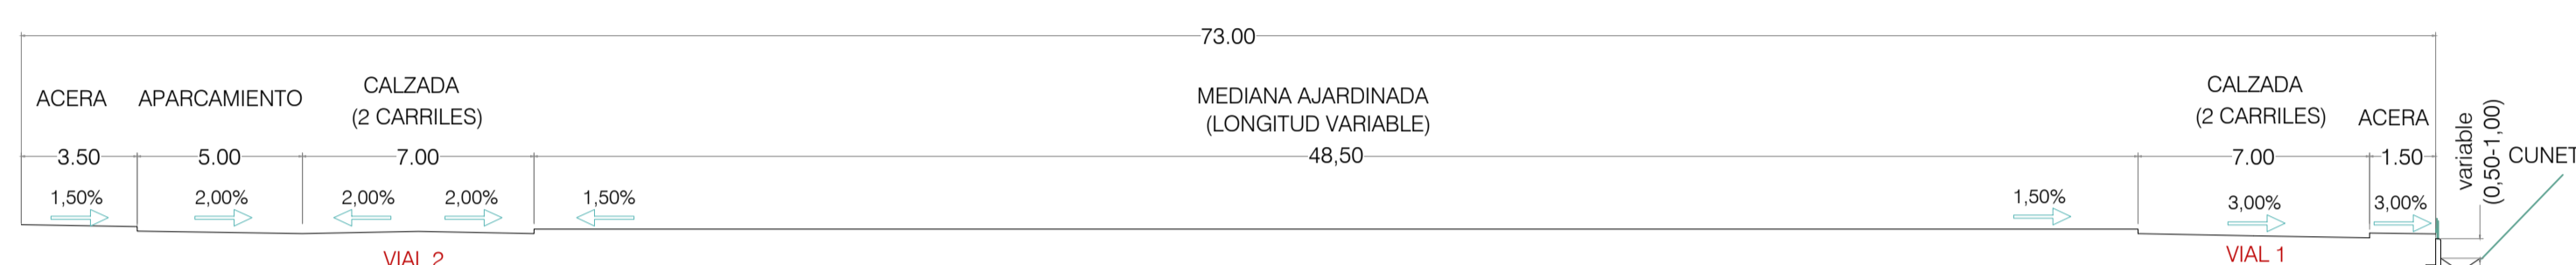 73.00
ACERA
APARCAMIENTO
CALZADA
(2 CARRILES)
MEDIANA AJARDINADA
(LONGITUD VARIABLE)
CALZADA
(2 CARRILES)
ACERA
variable
(0,50-1,00)
CUNET
3.50
5.00
7.00
48,50
7.00
1.50
1,50%
2,00%
2,00%
2,00%
1,50%
1,50%
3,00%
3,00%
VIAL 2
VIAL 1